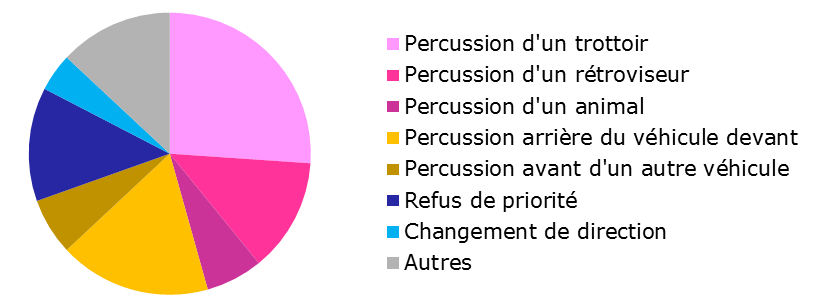 Percussion d'un trottoir
Percussion d'un rétroviseur
Percussion d'un animal
Percussion arrière du véhicule devant
Percussion avant d'un autre véhicule
Refus de priorité
Changement de direction
Autres